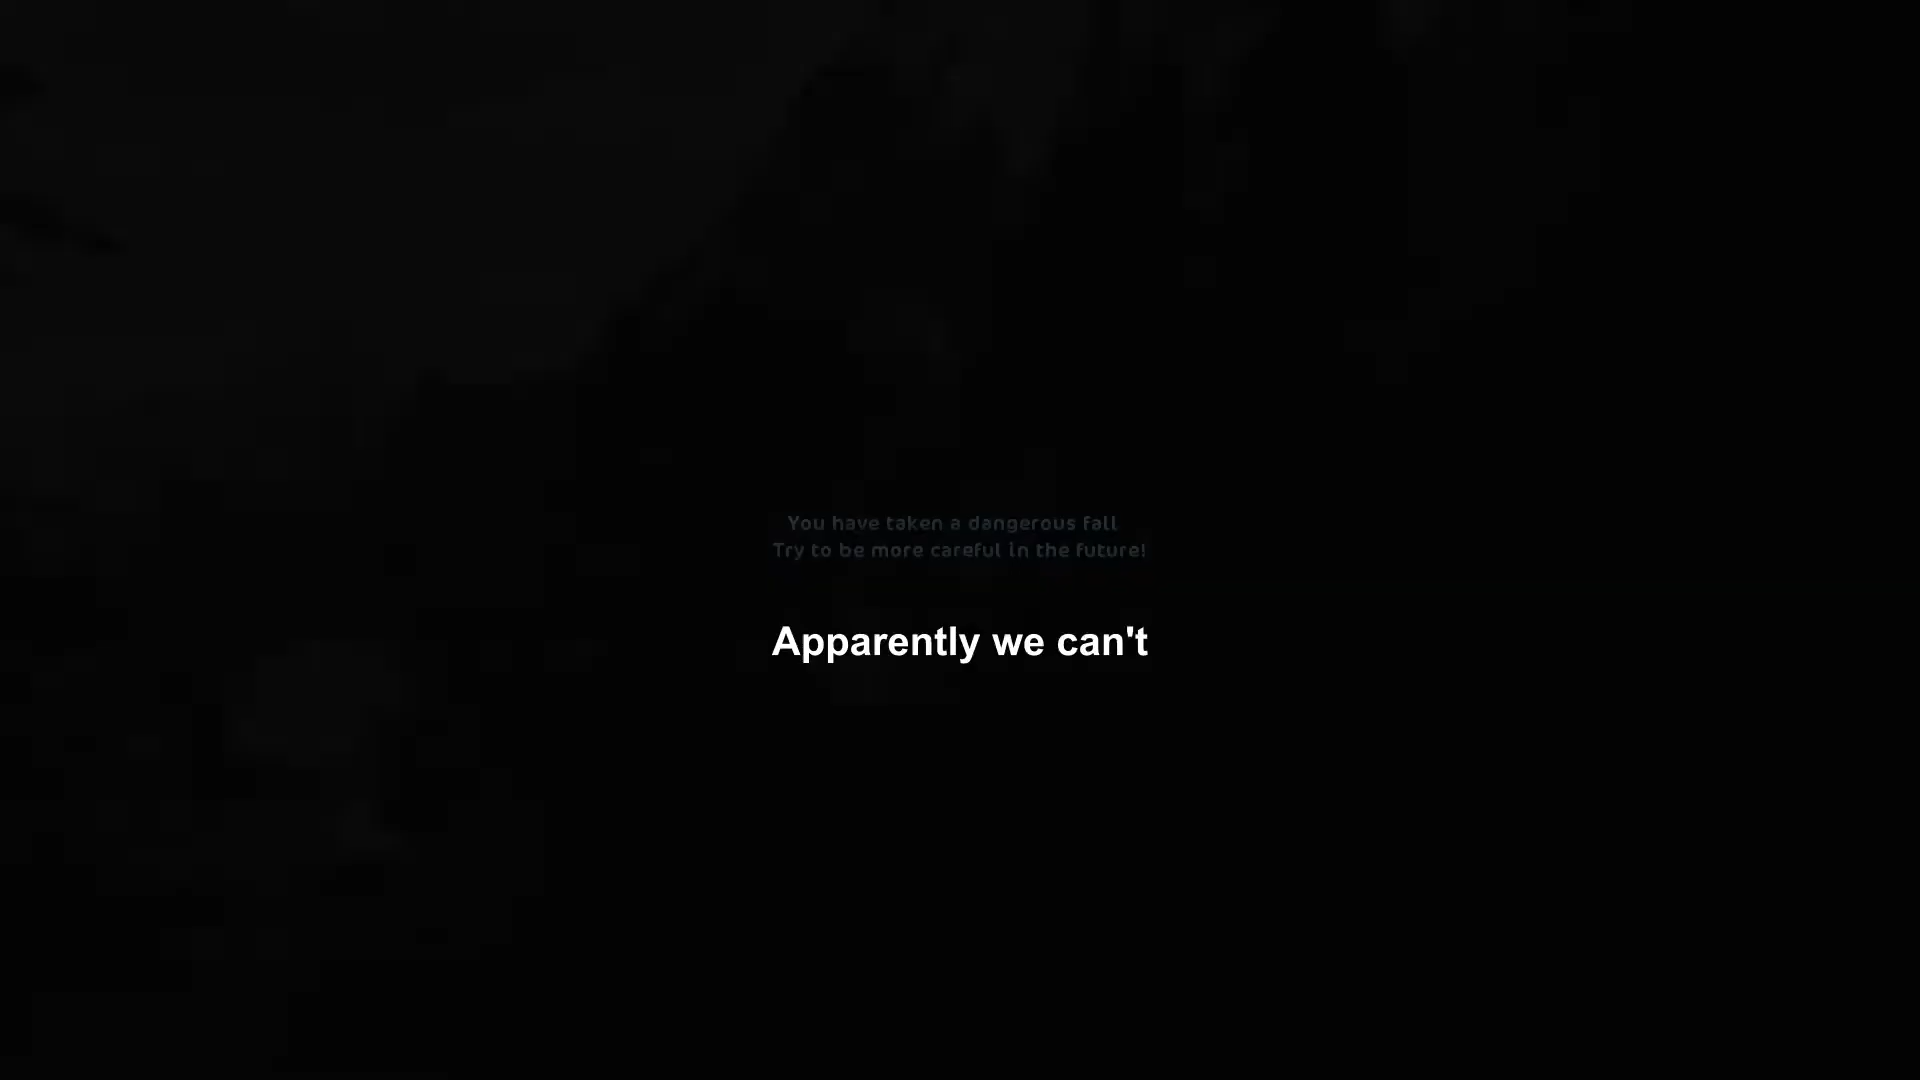 You have taken a dangerous fall
Try to be more careful in the future!
Apparently we can't